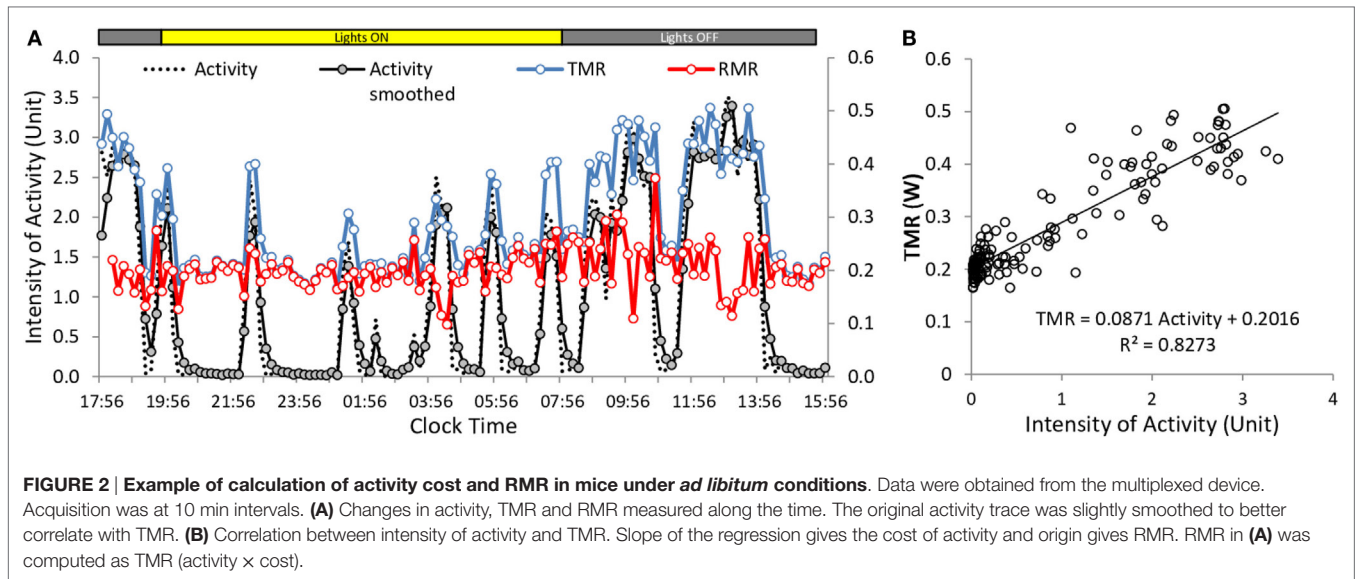 A
Lights ON
Lights OFF
4.0
3.5
3.0
2.5
2.0
1.5
1.0
0.5
0.0
Intensity of Activity (Unit)
Activity
Activity smoothed
TMR
RMR
0.6
0.5
0.4
0.3
0.2
0.1
0.0
17:56 19:56 21:56 23:56 01:56 03:56 05:56 07:56 09:56 11:56 13:56 15:56
Clock Time
B
0.6
0.5
0.4
0.3
0.2
0.1
0
TMR (W)
TMR = 0.0871 Activity + 0.2016
R² = 0.8273
0 1 2 3 4
Intensity of Activity (Unit)
FIGURE 2 | Example of calculation of activity cost and RMR in mice under ad libitum conditions. Data were obtained from the multiplexed device.
Acquisition was at 10 min intervals. (A) Changes in activity, TMR and RMR measured along the time. The original activity trace was slightly smoothed to better
correlate with TMR. (B) Correlation between intensity of activity and TMR. Slope of the regression gives the cost of activity and origin gives RMR. RMR in (A) was
computed as TMR (activity × cost).